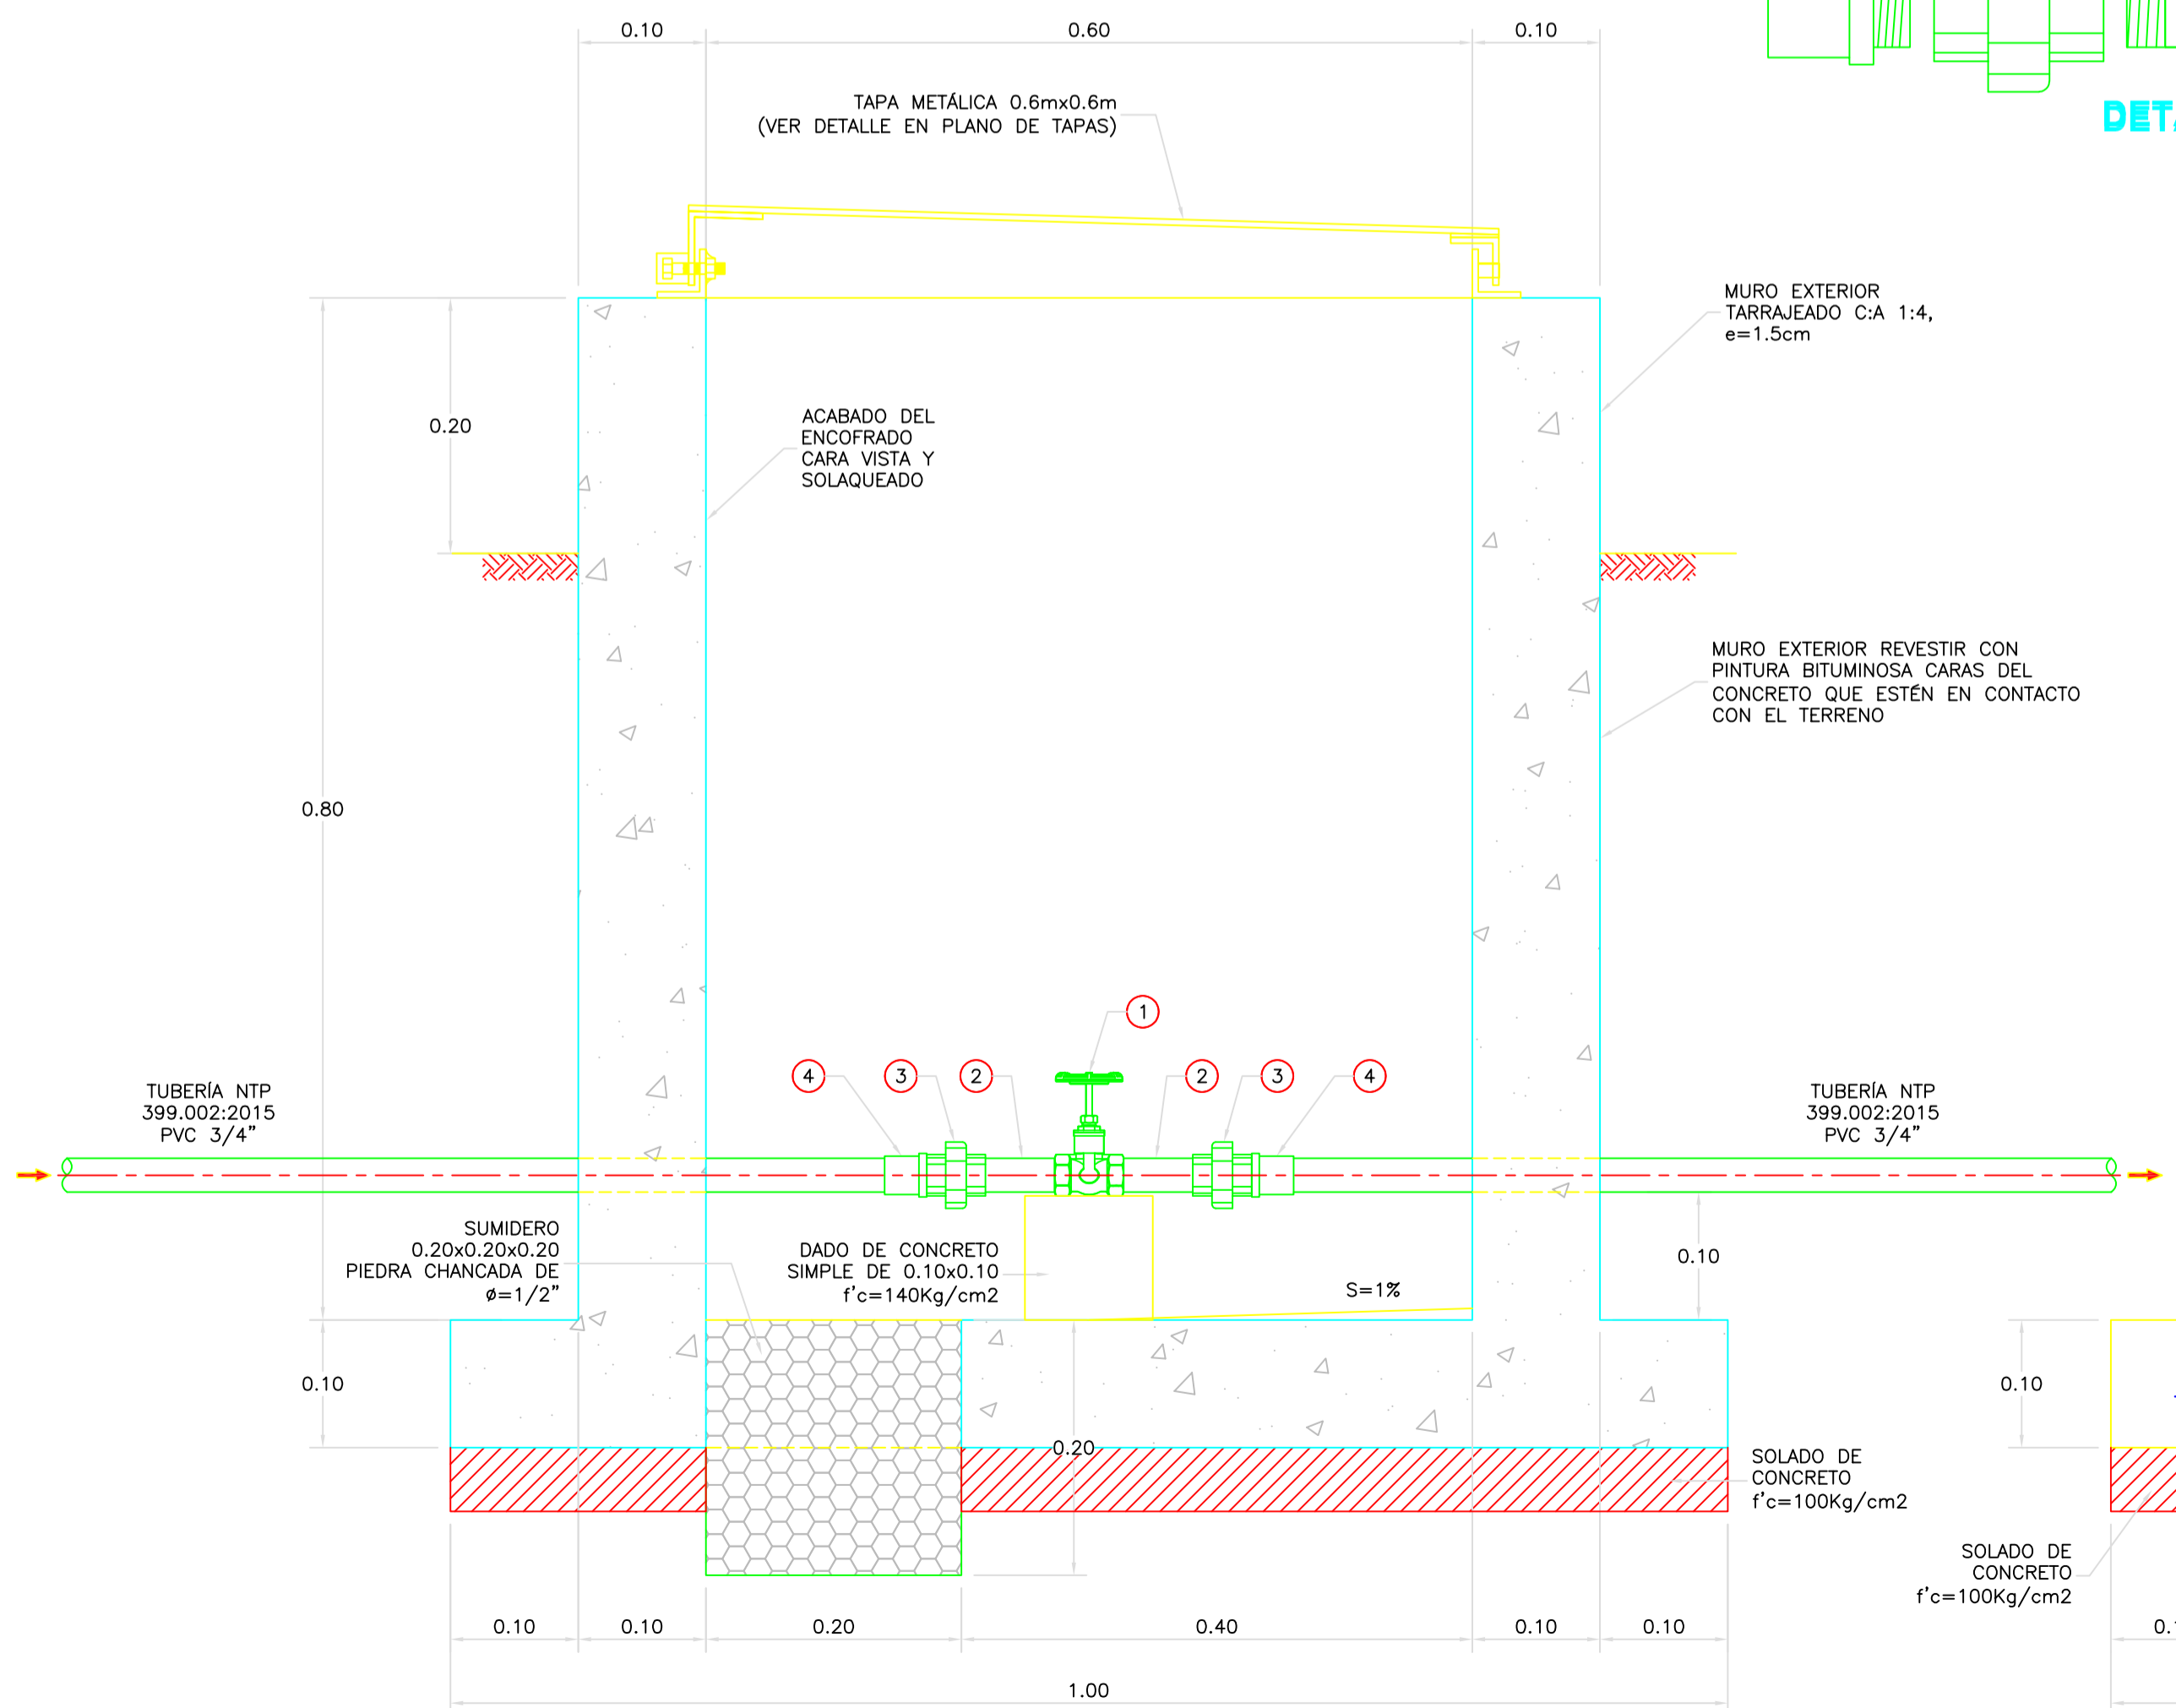 0.10
0.60
0.10
TAPA METÁLICA 0.6mx0.6m
(VER DETALLE EN PLANO DE TAPAS)
MURO EXTERIOR
TARRAJEADO C:A 1:4,
e=1.5cm
ACABADO DEL
ENCOFRADO
CARA VISTA Y
SOLAQUEADO
0.20
MURO EXTERIOR REVESTIR CON
PINTURA BITUMINOSA CARAS DEL
CONCRETO QUE ESTÉN EN CONTACTO
CON EL TERRENO
0.80
1
4
3
2
2
3
4
TUBERÍA NTP
399.002:2015
PVC 3/4"
TUBERÍA NTP
399.002:2015
PVC 3/4"
SUMIDERO
0.20x0.20x0.20
PIEDRA CHANCADA DE
ø=1/2"
DADO DE CONCRETO
SIMPLE DE 0.10x0.10
f'c=140Kg/cm2
S=1%
0.10
0.10
0.10
0.20
SOLADO DE
CONCRETO
f'c=100Kg/cm2
SOLADO DE
CONCRETO
f'c=100Kg/cm2
0.10
0.10
0.20
0.40
0.10
0.10
1.00